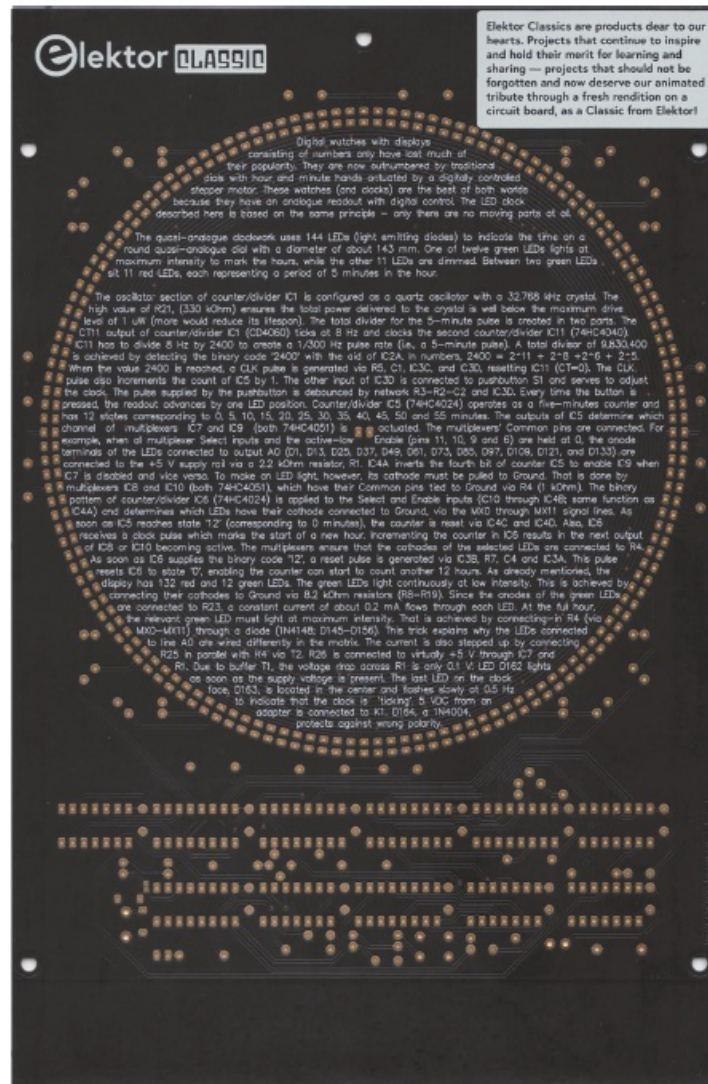 elektor CLASSIC
Elektor Classics are products dear to our
hearts. Projects that continue to inspire
and hold their merit for learning and
sharing — projects that should not be
forgotten and now deserve our animated
tribute through a fresh rendition on a
circuit board, as a Classic from Elektor!
Digital watches with displays
consisting of numbers only have lost much of
their popularity. They are now outnumbered by traditional
dials with hour and minute hands actuated by a digitally controlled
stepper motor. These watches (and clocks) are the best of both worlds
because they have an analogue readout with digital control. The LED clock
described here is based on the same principle – only there are no moving parts at all.
The quasi-analogue clockwork uses 144 LEDs (light emitting diodes) to indicate the time on a
round quasi-analogue dial with a diameter of about 143 mm. One of twelve green LEDs lights at
maximum intensity to mark the hours, while the other 11 LEDs are dimmed. Between two green LEDs
sit 11 red LEDs, each representing a period of 5 minutes in the hour.
The oscillator section of counter/divider IC1 is configured as a quartz oscillator with a 32.768 kHz crystal. The
high value of R21, (330 kOhm) ensures the total power delivered to the crystal is well below the maximum drive
level of 1 uW (more would reduce its lifespan). The total divider for the 5-minute pulse is created in two parts. The
CT11 output of counter/divider IC1 (CD4060) ticks at 8 Hz and clocks the second counter/divider IC11 (74HC4040).
IC11 has to divide 8 Hz by 2400 to create a 1/300 Hz pulse rate (i.e., a 5-minute pulse). A total divisor of 9,830,400
is achieved by detecting the binary code '2400' with the aid of IC2A. In numbers, 2400 = 2^11 + 2^8 +2^6 + 2^5.
When the value 2400 is reached, a CLK pulse is generated via R5, C1, IC3C, and C3D, resetting IC11 (CT=0). The CLK
pulse also increments the count of IC5 by 1. The other input of IC3D is connected to pushbutton S1 and serves to adjust
the clock. The pulse supplied by the pushbutton is debounced by network R3-R2-C2 and IC3D. Every time the button is
pressed, the readout advances by one LED position. Counter/divider IC5 (74HC4024) operates as a five-minutes counter and
has 12 states corresponding to 0, 5, 10, 15, 20, 25, 30, 35, 40, 45, 50 and 55 minutes. The outputs of IC5 determine which
channel of multiplexers IC7 and IC9 (both 74HC4051) is actuated. The multiplexers' Common pins are connected. For
example, when all multiplexer Select inputs and the active-low Enable (pins 11, 10, 9 and 6) are held at 0, the anode
terminals of the LEDs connected to output A0 (D1, D13, D25, D37, D49, D61, D73, D85, D97, D109, D121, and D133) are
connected to the +5 V supply rail via a 2.2 kOhm resistor, R1. IC4A inverts the fourth bit of counter IC5 to enable IC9 when
IC7 is disabled and vice versa. To make an LED light, however, its cathode must be pulled to Ground. That is done by
multiplexers IC8 and IC10 (both 74HC4051), which have their Common pins tied to Ground via R4 (1 kOhm). The binary
pattern of counter/divider IC6 (74HC4024) is applied to the Select and Enable inputs (IC10 through IC4B; same function as
IC4A) and determines which LEDs have their cathode connected to Ground, via the MX0 through MX11 signal lines. As
soon as IC5 reaches state '12' (corresponding to 0 minutes), the counter is reset via IC4C and IC4D. Also, IC6
receives a clock pulse which marks the start of a new hour. Incrementing the counter in IC6 results in the next output
of IC8 or IC10 becoming active. The multiplexers ensure that the cathodes of the selected LEDs are connected to R4.
As soon as IC6 supplies the binary code '12', a reset pulse is generated via IC3B, R7, C4 and IC3A. This pulse
resets IC6 to state '0', enabling the counter can start to count another 12 hours. As already mentioned, the
display has 132 red and 12 green LEDs. The green LEDs light continuously at low intensity. This is achieved by
connecting their cathodes to Ground via 8.2 kOhm resistors (R8-R19). Since the anodes of the green LEDs
are connected to R23, a constant current of about 0.2 mA flows through each LED. At the full hour,
the relevant green LED must light at maximum intensity. That is achieved by connecting-in R4 (via
MX0-MX11) through a diode (1N4148; D145-D156). This trick explains why the LEDs connected
to line A0 are wired differently in the matrix. The current is also stepped up by connecting
R25 in parallel with R4 via T2. R26 is connected to virtually +5 V through IC7 and
R1. Due to buffer T1, the voltage drop across R1 is only 0.1 V. LED D162 lights
as soon as the supply voltage is present. The last LED on the clock
face, D163, is located in the center and flashes slowly at 0.5 Hz
to indicate that the clock is 'ticking'. 5 VDC from an
adapter is connected to K1. D164, a 1N4004,
protects against wrong polarity.